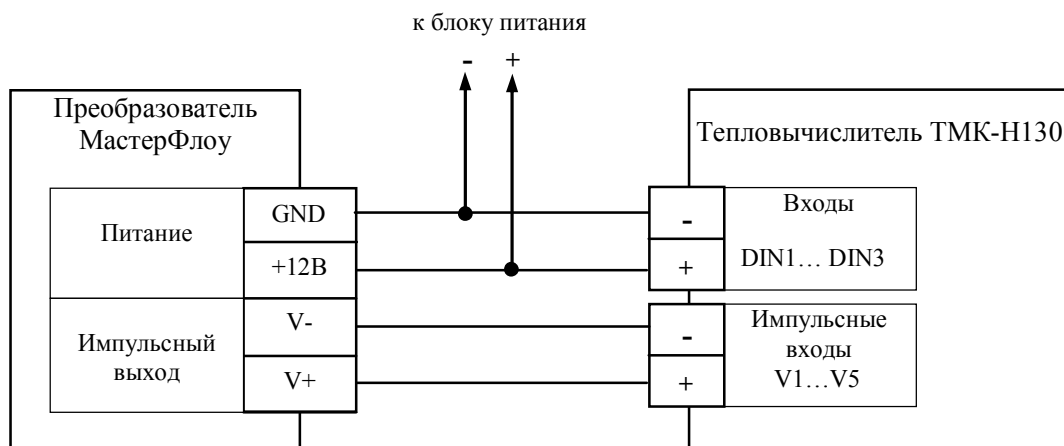 к блоку питания
- +
Преобразователь
МастерФлоу
Тепловычислитель ТМК-Н130
Питание
GND
+12В
Импульсный
выход
V-
V+
-
+
Входы
DIN1... DIN3
-
+
Импульсные
входы
V1...V5